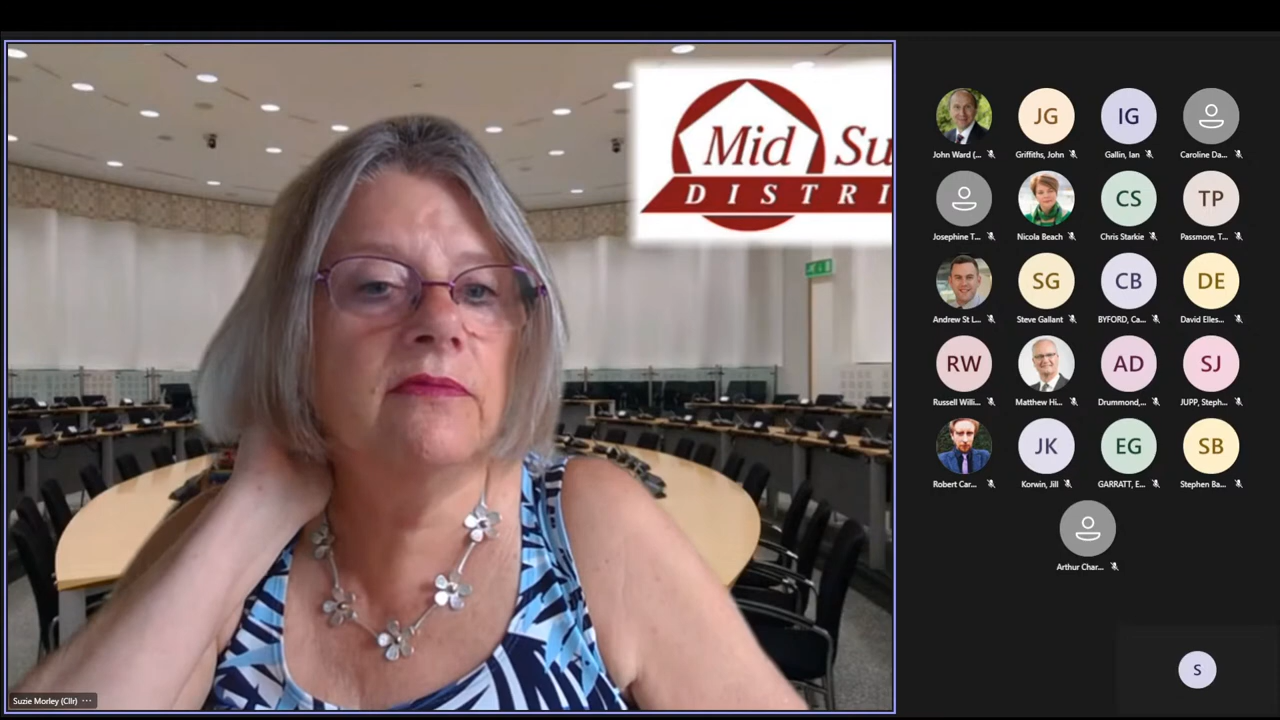 Mid Su
DISTRI
Suzie Morley (Cllr) ...
JG
IG
John Ward (...
Griffiths, John
Gallin, Ian
Caroline Da...
CS
TP
Josephine T...
Nicola Beach
Chris Starkie
Passmore, T...
SG
CB
DE
Andrew St L...
Steve Gallant
BYFORD, Ca...
David Elles...
RW
AD
SJ
Russell Willi...
Matthew Hi...
Drummond,...
JUPP, Steph...
JK
EG
SB
Robert Car...
Korwin, Jill
GARRATT, E...
Stephen Ba...
Arthur Char...
S